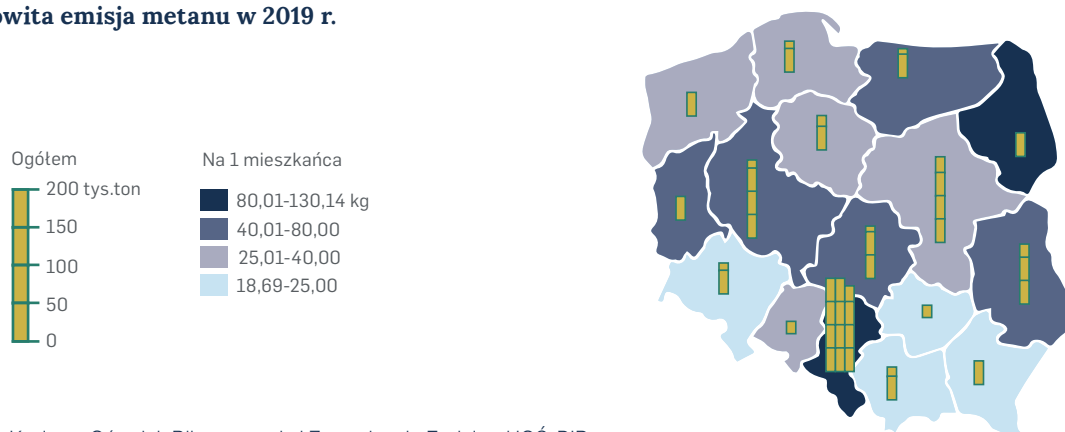 emisja metanu w 2019 r.
Ogółem
200 tys.ton
150
100
50
0
Na 1 mieszkańca
80,01-130,14 kg
40,01-80,00
25,01-40,00
18,69-25,00